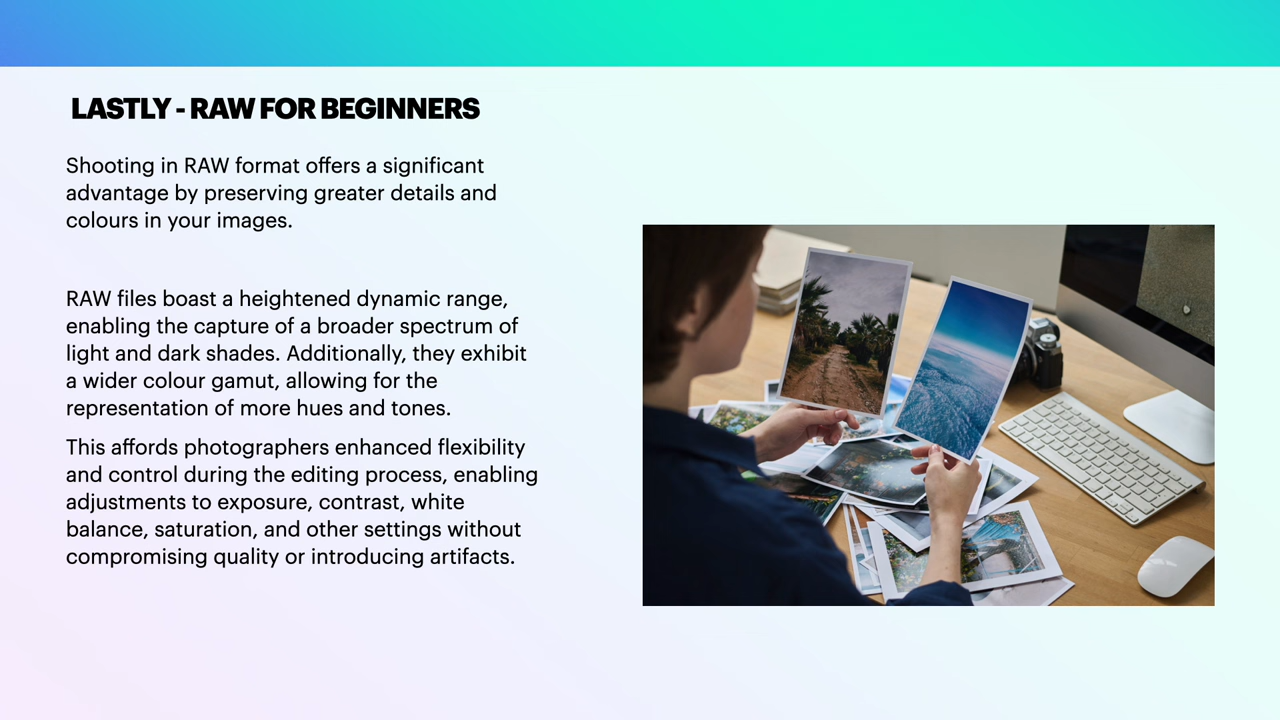 LASTLY - RAW FOR BEGINNERS
Shooting in RAW format offers a significant
advantage by preserving greater details and
colours in your images.
RAW files boast a heightened dynamic range,
enabling the capture of a broader spectrum of
light and dark shades. Additionally, they exhibit
a wider colour gamut, allowing for the
representation of more hues and tones.
This affords photographers enhanced flexibility
and control during the editing process, enabling
adjustments to exposure, contrast, white
balance, saturation, and other settings without
compromising quality or introducing artifacts.